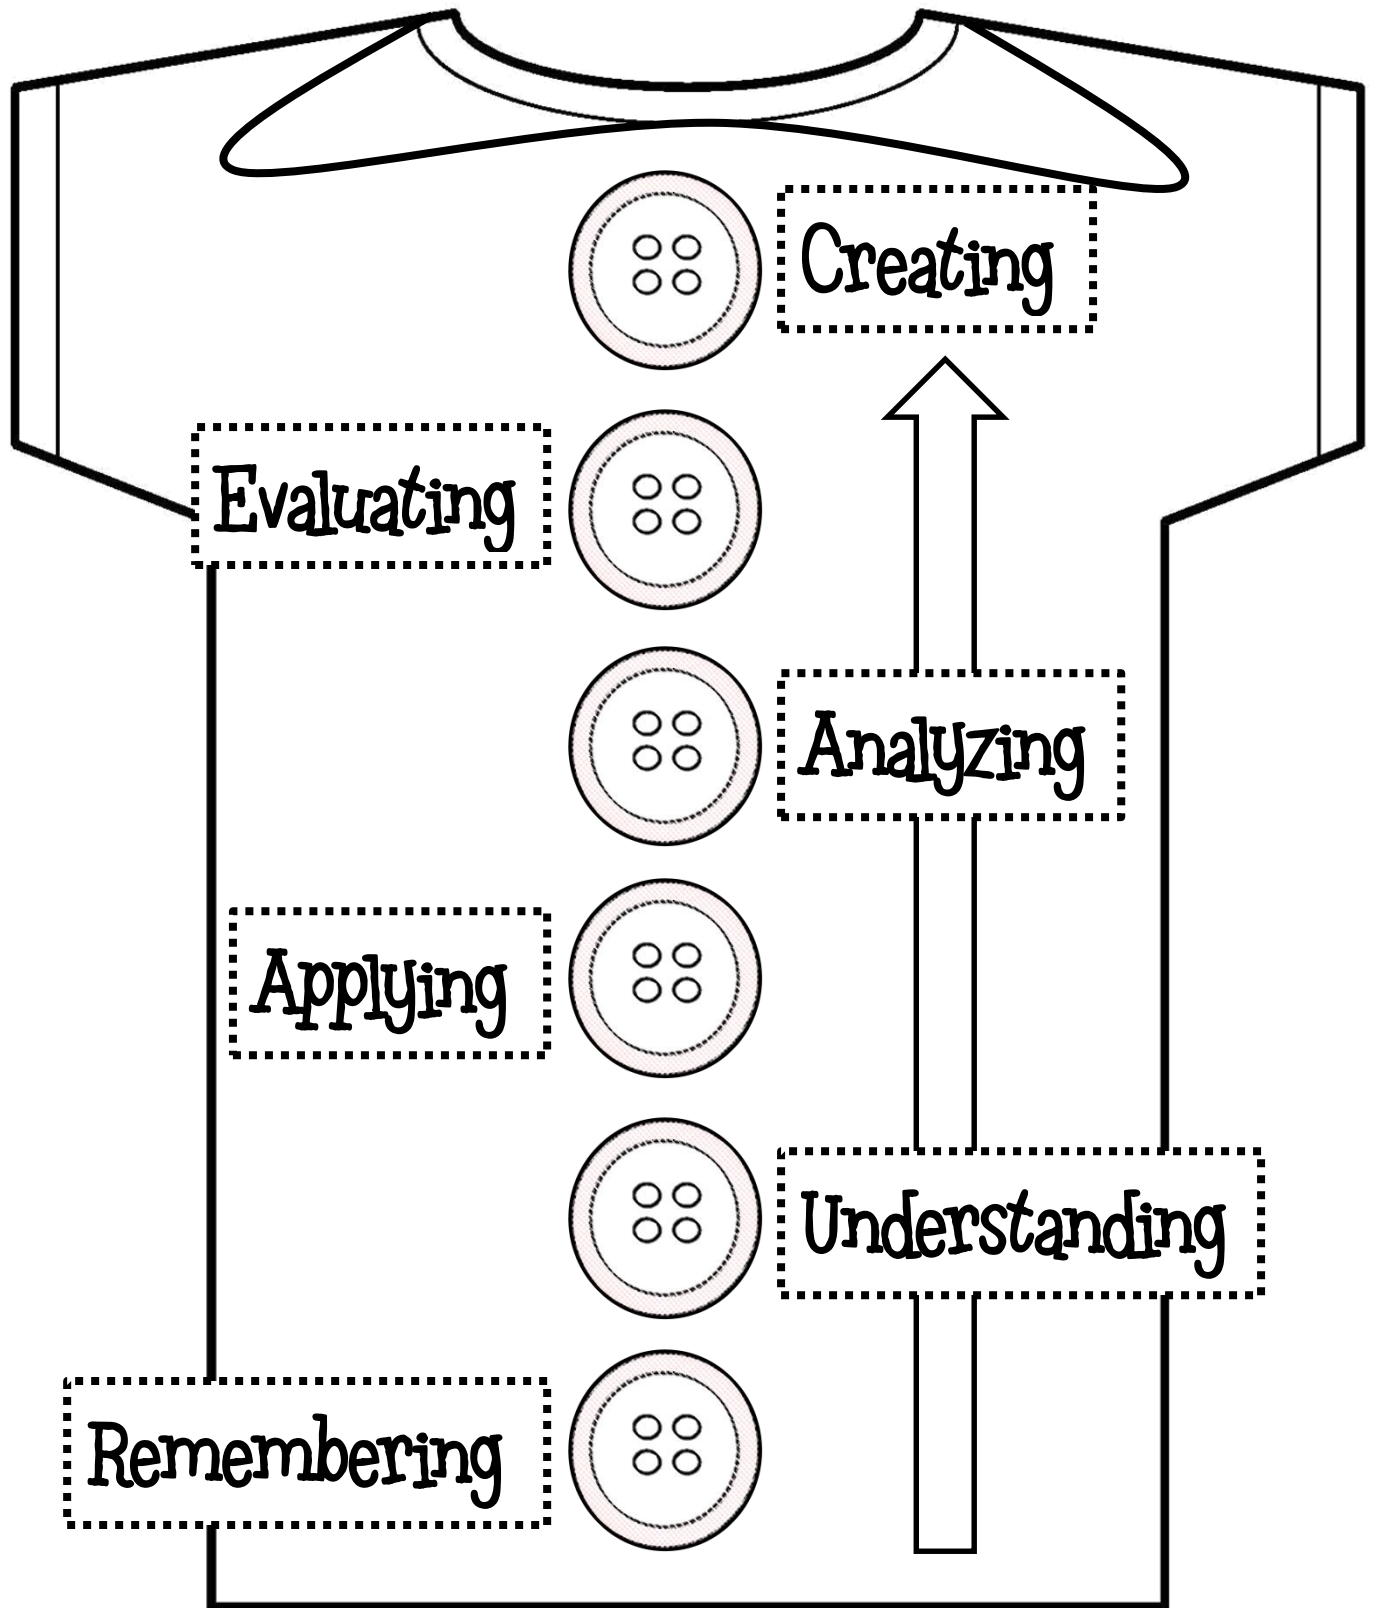 Creating
Evaluating
Analyzing
Applying
Understanding
Remembering